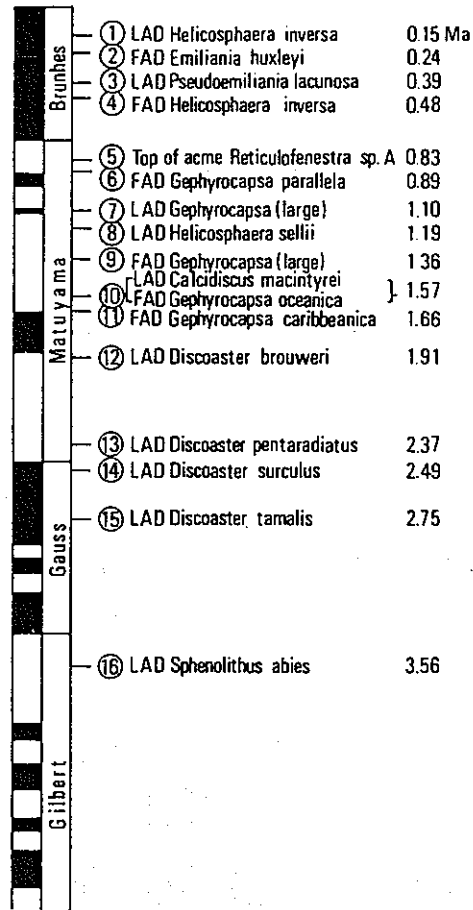 Brunhes
① LAD Helicosphaera inversa 0.15 Ma
② FAD Emiliania huxleyi 0.24
③ LAD Pseudoemiliania lacunosa 0.39
④ FAD Helicosphaera inversa 0.48
Matuyama
⑤ Top of acme Reticulofenestra sp. A 0.83
⑥ FAD Gephyrocapsa parallela 0.89
⑦ LAD Gephyrocapsa (large) 1.10
⑧ LAD Helicosphaera sellii 1.19
⑨ FAD Gephyrocapsa (large) 1 36
⑩ LAD Calcidiscus macintyrei
FAD Gephyrocapsa oceanica } 1.57
⑪ FAD Gephyrocapsa caribbeanica 1.66
⑫ LAD Discoaster brouweri 1.91
⑬ LAD Discoaster pentaradiatus 2.37
Gauss
⑭ LAD Discoaster surculus 2.49
⑮ LAD Discoaster tamalis 2.75
Gilbert
⑯ LAD Sphenolithus abies 3.56